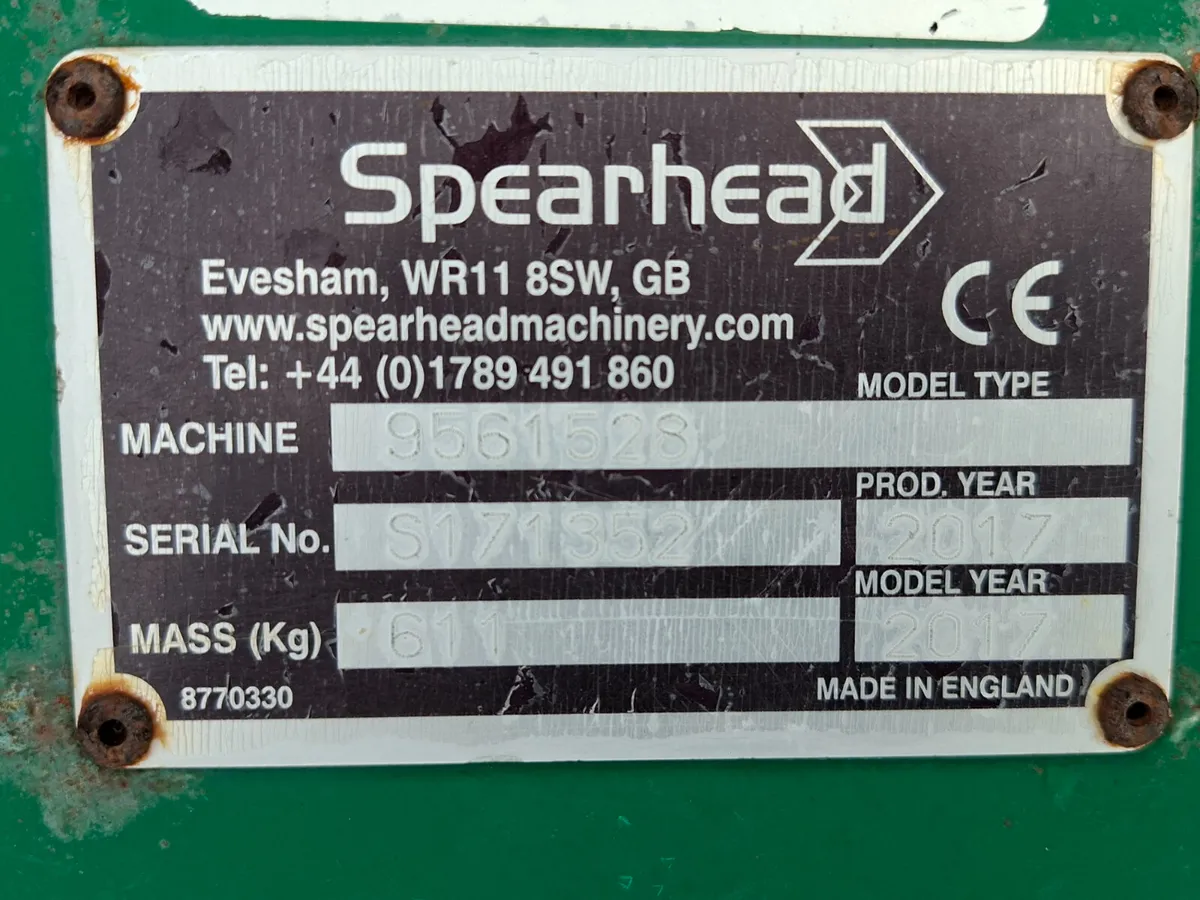 Spearhead
Evesham, WR11 8SW, GB
www.spearheadmachinery.com
Tel: +44 (0)1789 491 860
CE
MODEL TYPE
MACHINE 9561528
PROD. YEAR
SERIAL No. S171352 2017
MODEL YEAR
MASS (Kg) 611 2017
8770330 MADE IN ENGLAND